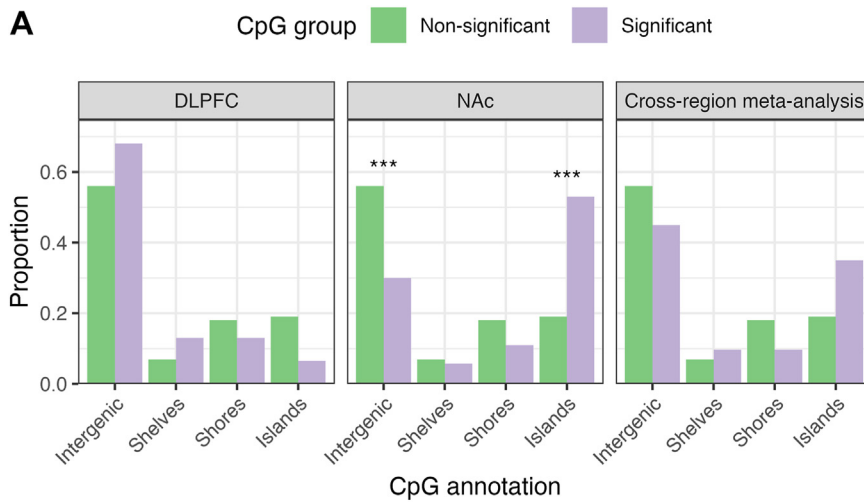 A
CpG group Non-significant Significant
DLPFC NAc Cross-region meta-analysis
Proportion
0.6
0.4
0.2
0.0
*** ***
Intergenic Shelves Shores Islands Intergenic Shelves Shores Islands Intergenic Shelves Shores Islands
CpG annotation